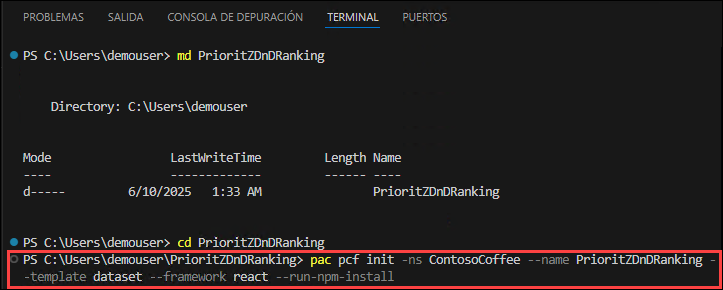 PROBLEMAS SALIDA CONSOLA DE DEPURACIÓN TERMINAL PUERTOS
PS C:\Users\demouser> md PrioritZDnDRanking
Directory: C:\Users\demouser
Mode LastWriteTime Length Name
---- ------------- ------ ----
d----- 6/10/2025 1:33 AM PrioritZDnDRanking
PS C:\Users\demouser> cd PrioritZDnDRanking
PS C:\Users\demouser\PrioritZDnDRanking> pac pcf init -ns ContosoCoffee --name PrioritZDnDRanking -
-template dataset --framework react --run-npm-install